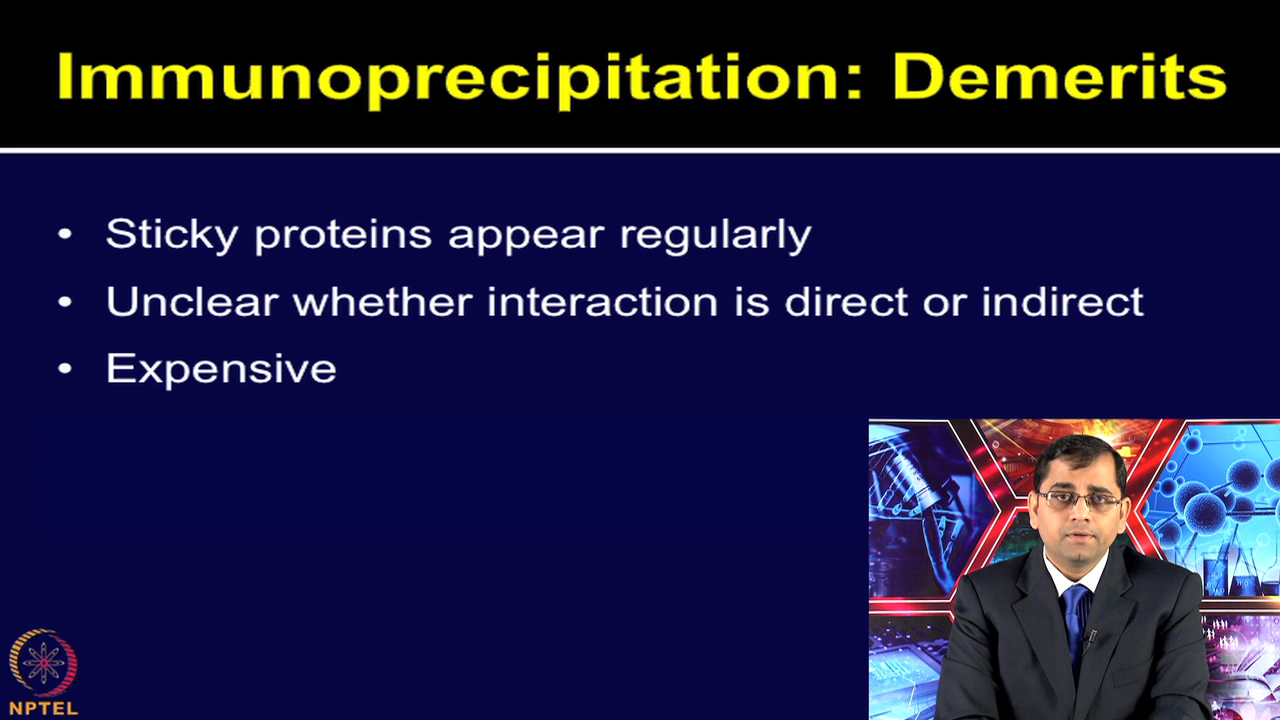 Immunoprecipitation: Demerits
• Sticky proteins appear regularly
• Unclear whether interaction is direct or indirect
• Expensive
NPTEL